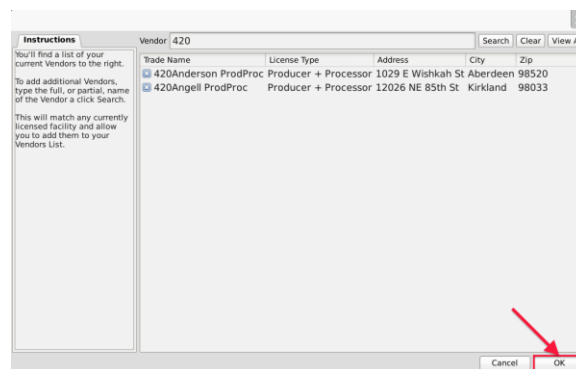 Instructions
You'll find a list of your
current Vendors to the right.
To add additional Vendors,
type the full, or partial, name
of the Vendor a click Search.
This will match any currently
licensed facility and allow
you to add them to your
Vendors List.
Vendor 420 Search Clear View A
Trade Name License Type Address City Zip
420Anderson ProdProc Producer + Processor 1029 E Wishkah St Aberdeen 98520
420Angell ProdProc Producer + Processor 12026 NE 85th St Kirkland 98033
Cancel OK